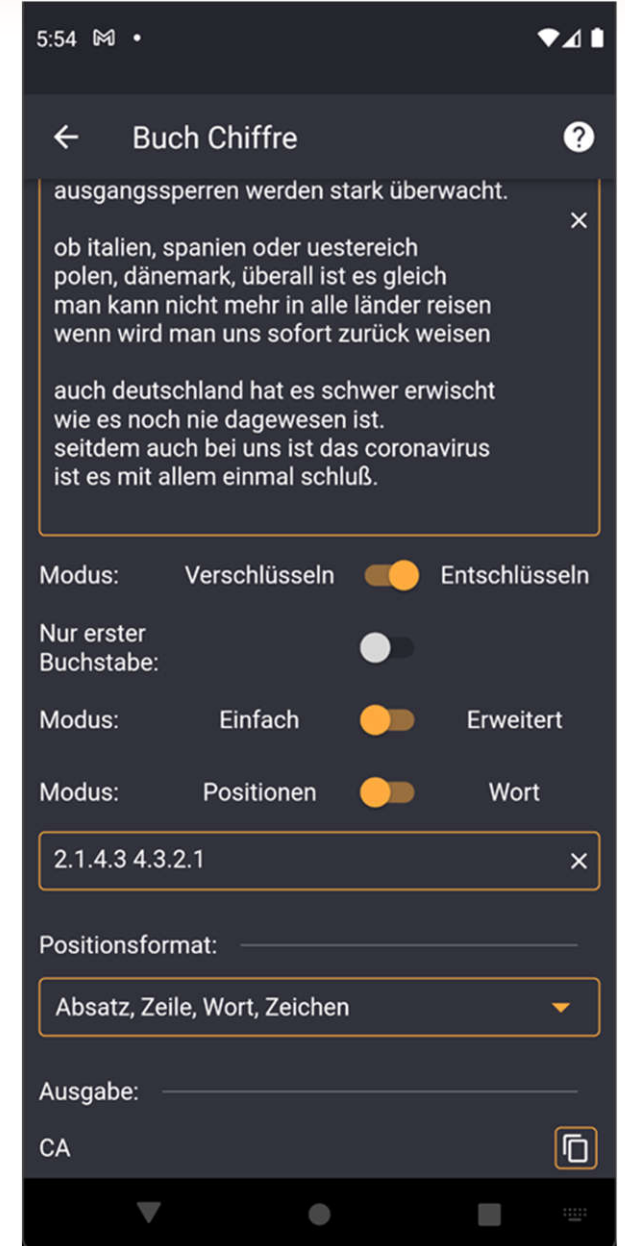 5:54
Buch Chiffre
ausgangssperren werden stark überwacht.
ob italien, spanien oder uestereich
polen, dänemark, überall ist es gleich
man kann nicht mehr in alle länder reisen
wenn wird man uns sofort zurück weisen
auch deutschland hat es schwer erwischt
wie es noch nie dagewesen ist.
seitdem auch bei uns ist das coronavirus
ist es mit allem einmal schluß.
Modus: Verschlüsseln Entschlüsseln
Nur erster
Buchstabe:
Modus: Einfach Erweitert
Modus: Positionen Wort
2.1.4.3 4.3.2.1
Positionsformat:
Absatz, Zeile, Wort, Zeichen
Ausgabe:
CA